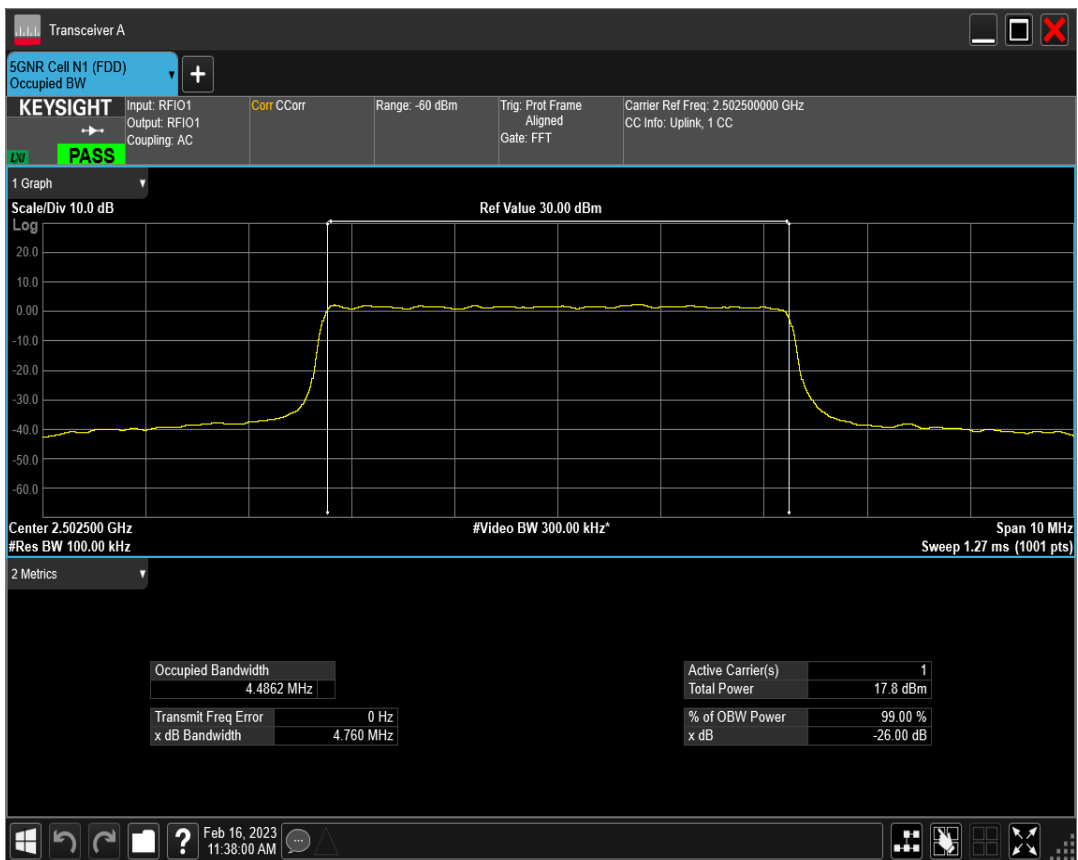 Transceiver A
5GNR Cell N1 (FDD)
Occupied BW
+
KEYSIGHT
LXI
PASS
Input: RFIO1
Output: RFIO1
Coupling: AC
Corr CCorr
Range: -60 dBm
Trig: Prot Frame
Aligned
Gate: FFT
Carrier Ref Freq: 2.502500000 GHz
CC Info: Uplink, 1 CC
1 Graph
Scale/Div 10.0 dB
Ref Value 30.00 dBm
Log
20.0
10.0
0.00
-10.0
-20.0
-30.0
-40.0
-50.0
-60.0
Center 2.502500 GHz
#Video BW 300.00 kHz*
Span 10 MHz
#Res BW 100.00 kHz
Sweep 1.27 ms (1001 pts)
2 Metrics
Occupied Bandwidth
4.4862 MHz
Transmit Freq Error 0 Hz
x dB Bandwidth 4.760 MHz
Active Carrier(s) 1
Total Power 17.8 dBm
% of OBW Power 99.00 %
x dB -26.00 dB
?
Feb 16, 2023
11:38:00 AM